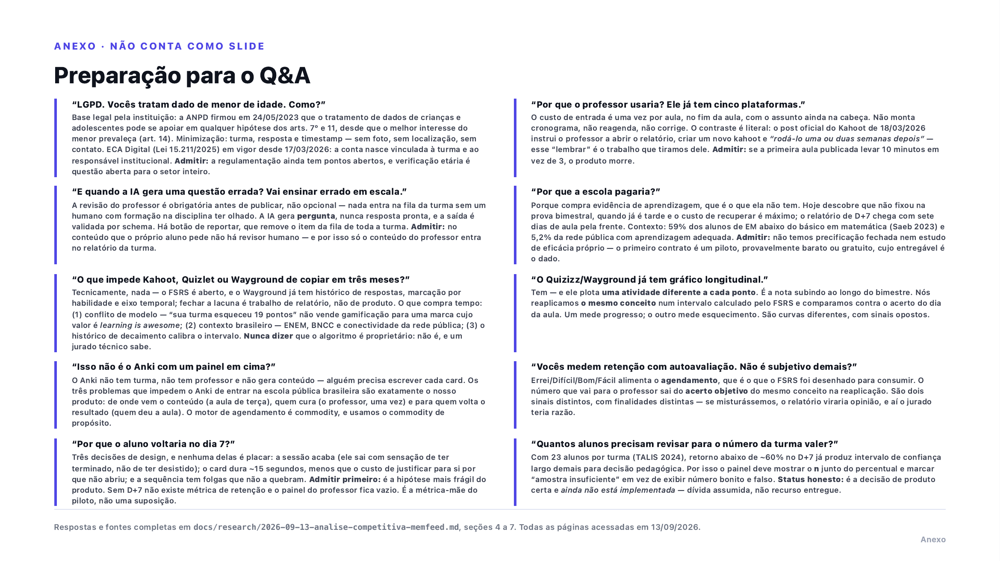 ANEXO · NÃO CONTA COMO SLIDE
Preparação para o Q&A
“LGPD. Vocês tratam dado de menor de idade. Como?”
Base legal pela instituição: a ANPD firmou em 24/05/2023 que o tratamento de dados de crianças e
adolescentes pode se apoiar em qualquer hipótese dos arts. 7º e 11, desde que o melhor interesse do
menor prevaleça (art. 14). Minimização: turma, resposta e timestamp — sem foto, sem localização, sem
contato. ECA Digital (Lei 15.211/2025) em vigor desde 17/03/2026: a conta nasce vinculada à turma e ao
responsável institucional. Admitir: a regulamentação ainda tem pontos abertos, e verificação etária é
questão aberta para o setor inteiro.
“Por que o professor usaria? Ele já tem cinco plataformas.”
O custo de entrada é uma vez por aula, no fim da aula, com o assunto ainda na cabeça. Não monta
cronograma, não reagenda, não corrige. O contraste é literal: o post oficial do Kahoot de 18/03/2026
instrui o professor a abrir o relatório, criar um novo kahoot e “rodá-lo uma ou duas semanas depois” —
esse “lembrar” é o trabalho que tiramos dele. Admitir: se a primeira aula publicada levar 10 minutos em
vez de 3, o produto morre.
“E quando a IA gera uma questão errada? Vai ensinar errado em escala.”
A revisão do professor é obrigatória antes de publicar, não opcional — nada entra na fila da turma sem um
humano com formação na disciplina ter olhado. A IA gera pergunta, nunca resposta pronta, e a saída é
validada por schema. Há botão de reportar, que remove o item da fila de toda a turma. Admitir: no
conteúdo que o próprio aluno pede não há revisor humano — e por isso só o conteúdo do professor entra
no relatório da turma.
“Por que a escola pagaria?”
Porque compra evidência de aprendizagem, que é o que ela não tem. Hoje descobre que não fixou na
prova bimestral, quando já é tarde e o custo de recuperar é máximo; o relatório de D+7 chega com sete
dias de aula pela frente. Contexto: 59% dos alunos de EM abaixo do básico em matemática (Saeb 2023) e
5,2% da rede pública com aprendizagem adequada. Admitir: não temos precificação fechada nem estudo
de eficácia próprio — o primeiro contrato é um piloto, provavelmente barato ou gratuito, cujo entregável é
o dado.
“O que impede Kahoot, Quizlet ou Wayground de copiar em três meses?”
Tecnicamente, nada — o FSRS é aberto, e o Wayground já tem histórico de respostas, marcação por
habilidade e eixo temporal; fechar a lacuna é trabalho de relatório, não de produto. O que compra tempo:
(1) conflito de modelo — “sua turma esqueceu 19 pontos” não vende gamificação para uma marca cujo
valor é learning is awesome; (2) contexto brasileiro — ENEM, BNCC e conectividade da rede pública; (3) o
histórico de decaimento calibra o intervalo. Nunca dizer que o algoritmo é proprietário: não é, e um
jurado técnico sabe.
“O Quizizz/Wayground já tem gráfico longitudinal.”
Tem — e ele plota uma atividade diferente a cada ponto. É a nota subindo ao longo do bimestre. Nós
reaplicamos o mesmo conceito num intervalo calculado pelo FSRS e comparamos contra o acerto do dia
da aula. Um mede progresso; o outro mede esquecimento. São curvas diferentes, com sinais opostos.
“Isso não é o Anki com um painel em cima?”
O Anki não tem turma, não tem professor e não gera conteúdo — alguém precisa escrever cada card. Os
três problemas que impedem o Anki de entrar na escola pública brasileira são exatamente o nosso
produto: de onde vem o conteúdo (a aula de terça), quem cura (o professor, uma vez) e para quem volta o
resultado (quem deu a aula). O motor de agendamento é commodity, e usamos o commodity de
propósito.
“Vocês medem retenção com autoavaliação. Não é subjetivo demais?”
Errei/Difícil/Bom/Fácil alimenta o agendamento, que é o que o FSRS foi desenhado para consumir. O
número que vai para o professor sai do acerto objetivo do mesmo conceito na reaplicação. São dois
sinais distintos, com finalidades distintas — se misturássemos, o relatório viraria opinião, e aí o jurado
teria razão.
“Por que o aluno voltaria no dia 7?”
Três decisões de design, e nenhuma delas é placar: a sessão acaba (ele sai com sensação de ter
terminado, não de ter desistido); o card dura ~15 segundos, menos que o custo de justificar para si por
que não abriu; e a sequência tem folgas que não a quebram. Admitir primeiro: é a hipótese mais frágil do
produto. Sem D+7 não existe métrica de retenção e o painel do professor fica vazio. É a métrica-mãe do
piloto, não uma suposição.
“Quantos alunos precisam revisar para o número da turma valer?”
Com 23 alunos por turma (TALIS 2024), retorno abaixo de ~60% no D+7 já produz intervalo de confiança
largo demais para decisão pedagógica. Por isso o painel deve mostrar o n junto do percentual e marcar
“amostra insuficiente” em vez de exibir número bonito e falso. Status honesto: é a decisão de produto
certa e ainda não está implementada — dívida assumida, não recurso entregue.
Respostas e fontes completas em docs/research/2026-09-13-analise-competitiva-memfeed.md, seções 4 a 7. Todas as páginas acessadas em 13/09/2026.
Anexo